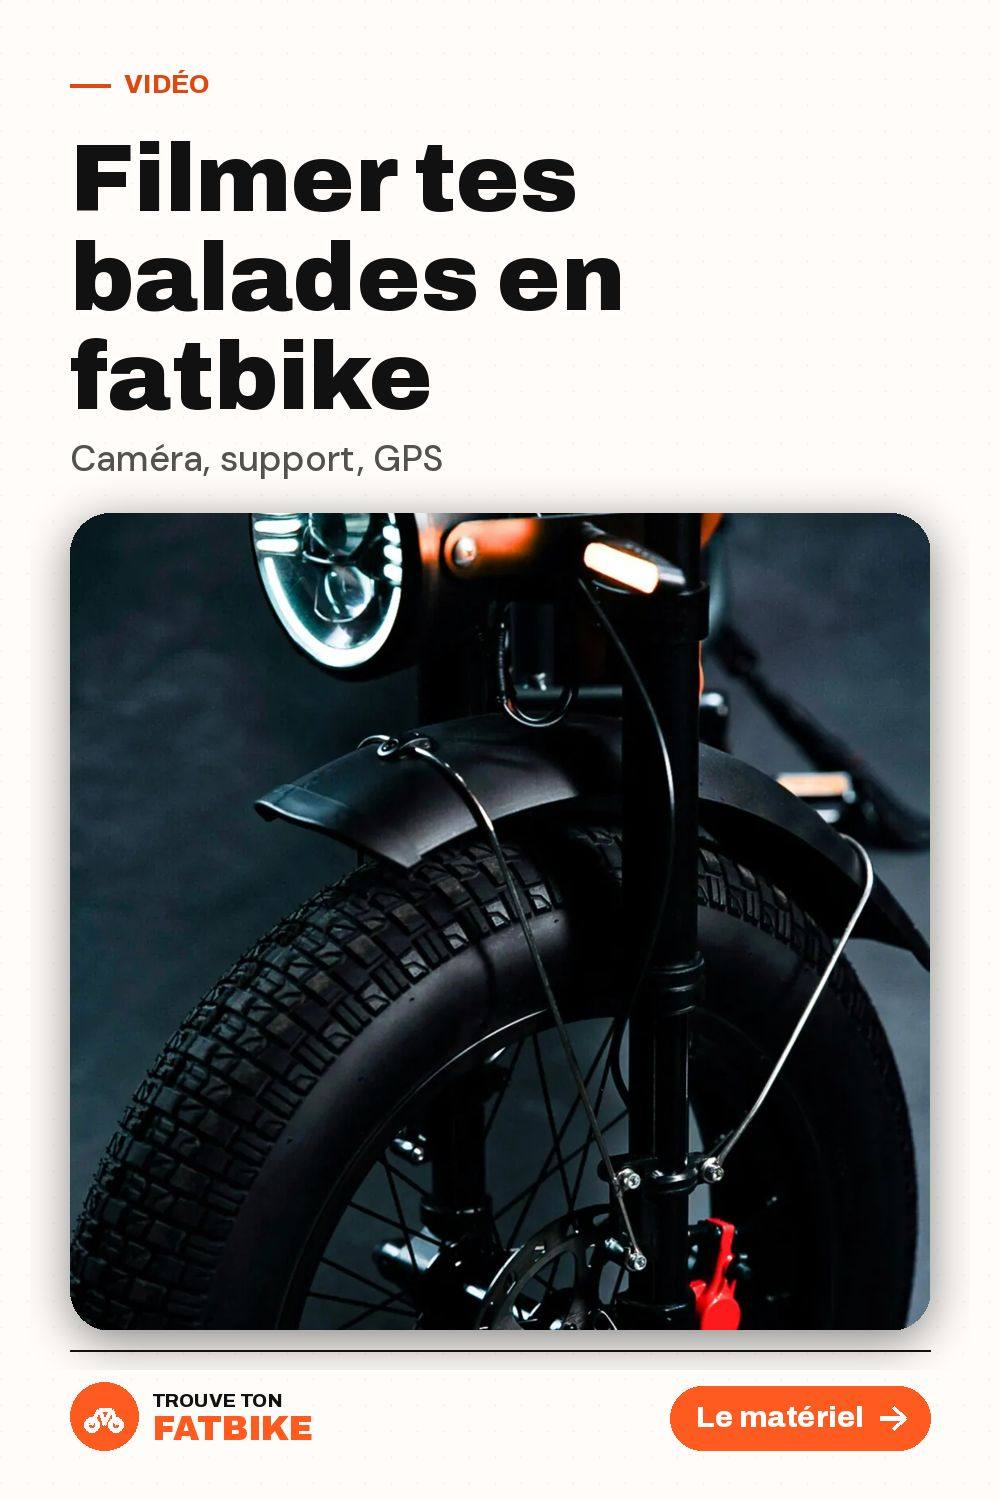 VIDÉO
Filmer tes
balades en
fatbike
Caméra, support, GPS
TROUVE TON
FATBIKE
Le matériel →